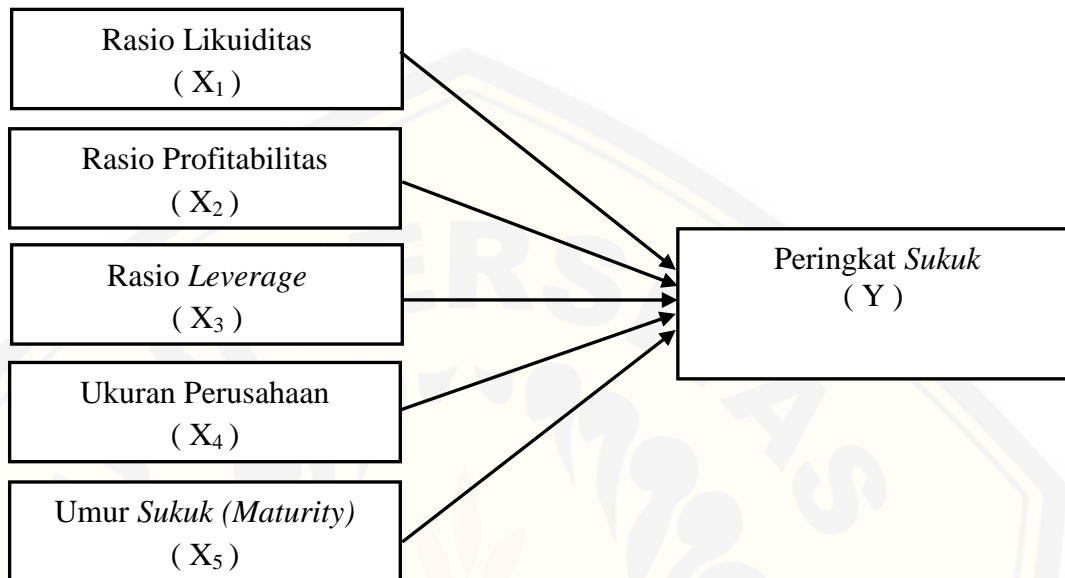 Rasio Likuiditas
( X₁ )
Rasio Profitabilitas
( X₂ )
Rasio Leverage
( X₃ )
Ukuran Perusahaan
( X₄ )
Umur Sukuk (Maturity)
( X₅ )
Peringkat Sukuk
( Y )